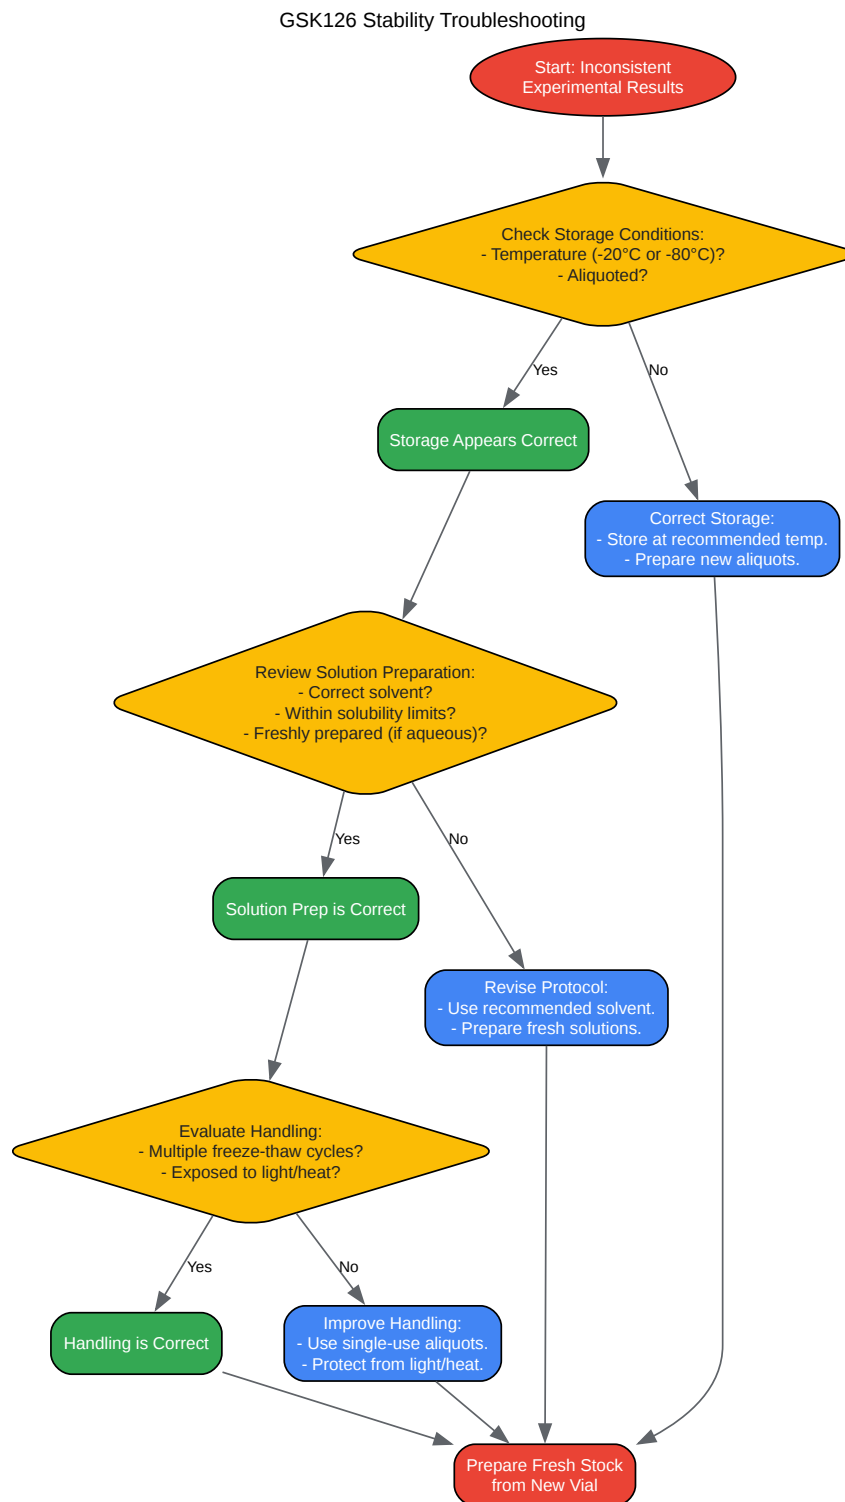 GSK126 Stability Troubleshooting
Start: Inconsistent
Experimental Results
Check Storage Conditions:
- Temperature (-20°C or -80°C)?
- Aliquoted?
Yes
No
Storage Appears Correct
Correct Storage:
- Store at recommended temp.
- Prepare new aliquots.
Review Solution Preparation:
- Correct solvent?
- Within solubility limits?
- Freshly prepared (if aqueous)?
Yes
No
Solution Prep is Correct
Revise Protocol:
- Use recommended solvent.
- Prepare fresh solutions.
Evaluate Handling:
- Multiple freeze-thaw cycles?
- Exposed to light/heat?
Yes
No
Handling is Correct
Improve Handling:
- Use single-use aliquots.
- Protect from light/heat.
Prepare Fresh Stock
from New Vial